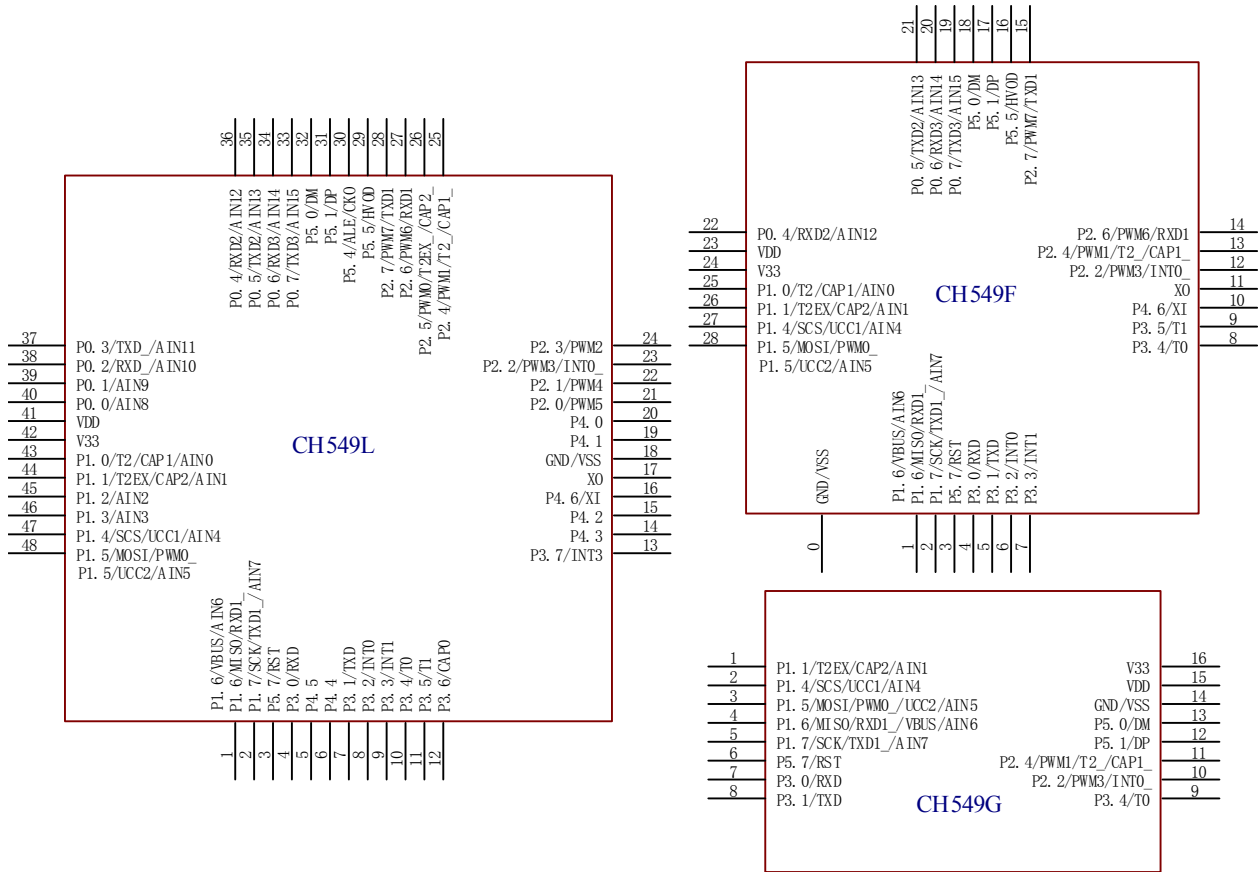 36
35
34
33
32
31
30
29
28
27
26
25
P0.4/RXD2/AIN12
P0.5/TXD2/AIN13
P0.6/RXD3/AIN14
P0.7/TXD3/AIN15
P5.0/DM
P5.1/DP
P5.4/ALE/CKO
P5.5/HVOD
P2.7/PWM7/TXD1
P2.6/PWM6/RXD1
P2.5/PWM0/T2EX_/CAP2_
P2.4/PWM1/T2_/CAP1_
37 P0.3/TXD_/AIN11
38 P0.2/RXD_/AIN10
39 P0.1/AIN9
40 P0.0/AIN8
41 VDD
42 V33
43 P1.0/T2/CAP1/AIN0
44 P1.1/T2EX/CAP2/AIN1
45 P1.2/AIN2
46 P1.3/AIN3
47 P1.4/SCS/UCC1/AIN4
48 P1.5/MOSI/PWM0_
P1.5/UCC2/AIN5
CH549L
P2.3/PWM2 24
P2.2/PWM3/INT0_ 23
P2.1/PWM4 22
P2.0/PWM5 21
P4.0 20
P4.1 19
GND/VSS 18
XO 17
P4.6/XI 16
P4.2 15
P4.3 14
P3.7/INT3 13
P1.6/VBUS/AIN6
P1.6/MISO/RXD1_
P1.7/SCK/TXD1_/AIN7
P5.7/RST
P3.0/RXD
P4.5
P4.4
P3.1/TXD
P3.2/INT0
P3.3/INT1
P3.4/T0
P3.5/T1
P3.6/CAP0
1
2
3
4
5
6
7
8
9
10
11
12
21
20
19
18
17
16
15
P0.5/TXD2/AIN13
P0.6/RXD3/AIN14
P0.7/TXD3/AIN15
P5.0/DM
P5.1/DP
P5.5/HVOD
P2.7/PWM7/TXD1
22 P0.4/RXD2/AIN12
23 VDD
24 V33
25 P1.0/T2/CAP1/AIN0
26 P1.1/T2EX/CAP2/AIN1
27 P1.4/SCS/UCC1/AIN4
28 P1.5/MOSI/PWM0_
P1.5/UCC2/AIN5
CH549F
P2.6/PWM6/RXD1 14
P2.4/PWM1/T2_/CAP1_ 13
P2.2/PWM3/INT0_ 12
XO 11
P4.6/XI 10
P3.5/T1 9
P3.4/T0 8
GND/VSS
P1.6/VBUS/AIN6
P1.6/MISO/RXD1_
P1.7/SCK/TXD1_/AIN7
P5.7/RST
P3.0/RXD
P3.1/TXD
P3.2/INT0
P3.3/INT1
0
1
2
3
4
5
6
7
1 P1.1/T2EX/CAP2/AIN1
2 P1.4/SCS/UCC1/AIN4
3 P1.5/MOSI/PWM0_/UCC2/AIN5
4 P1.6/MISO/RXD1_/VBUS/AIN6
5 P1.7/SCK/TXD1_/AIN7
6 P5.7/RST
7 P3.0/RXD
8 P3.1/TXD
CH549G
V33 16
VDD 15
GND/VSS 14
P5.0/DM 13
P5.1/DP 12
P2.4/PWM1/T2_/CAP1_ 11
P2.2/PWM3/INT0_ 10
P3.4/T0 9